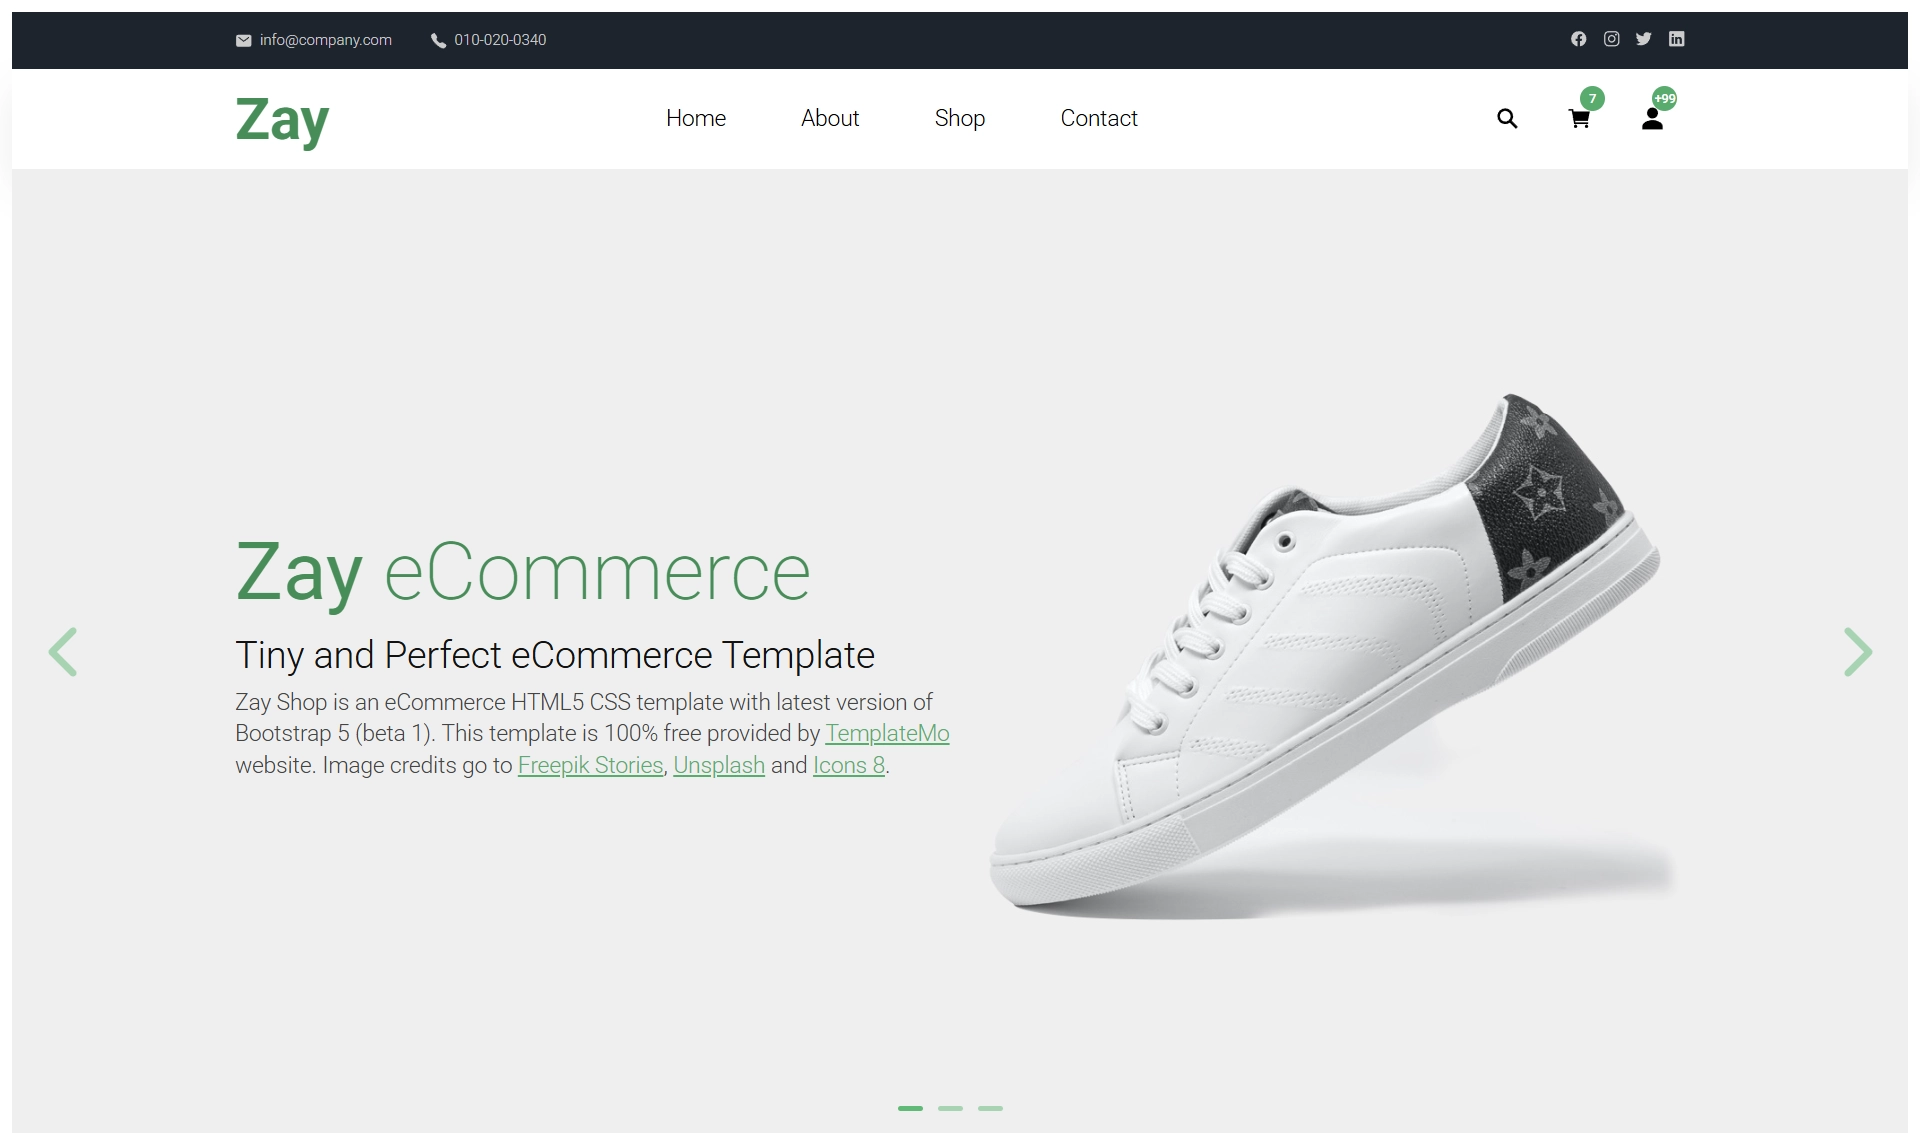 info@company.com 010-020-0340
Zay Home About Shop Contact 7 +99
Zay eCommerce
Tiny and Perfect eCommerce Template
Zay Shop is an eCommerce HTML5 CSS template with latest version of
Bootstrap 5 (beta 1). This template is 100% free provided by TemplateMo
website. Image credits go to Freepik Stories, Unsplash and Icons 8.